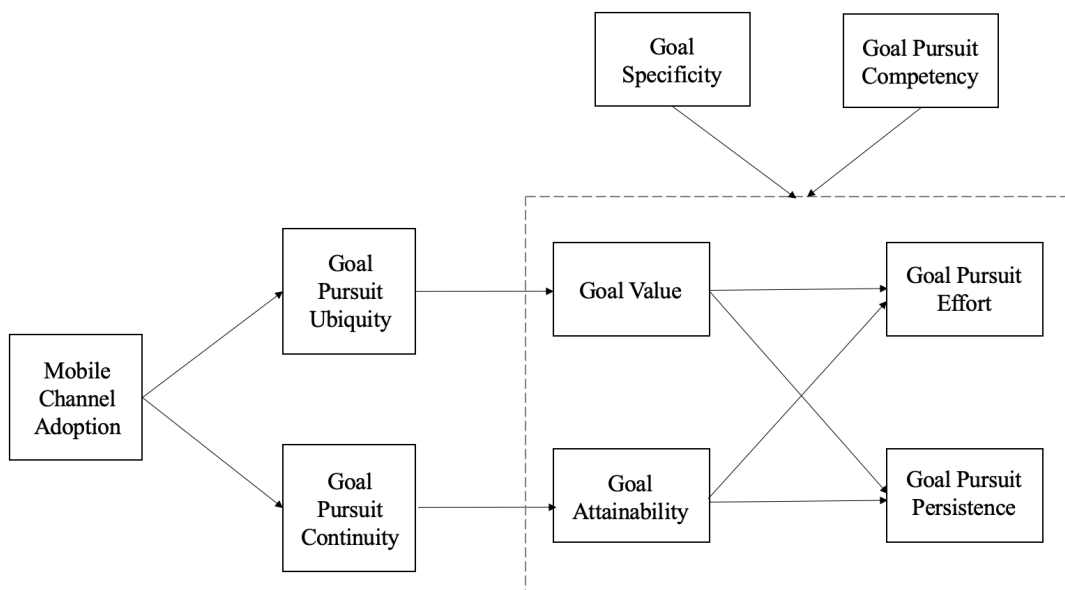 Goal
Specificity
Goal Pursuit
Competency
Goal
Pursuit
Ubiquity
Goal Value
Goal Pursuit
Effort
Mobile
Channel
Adoption
Goal
Pursuit
Continuity
Goal
Attainability
Goal Pursuit
Persistence